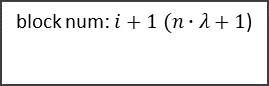 block num: 𝑖 + 1 (𝑛 · 𝜆 + 1)